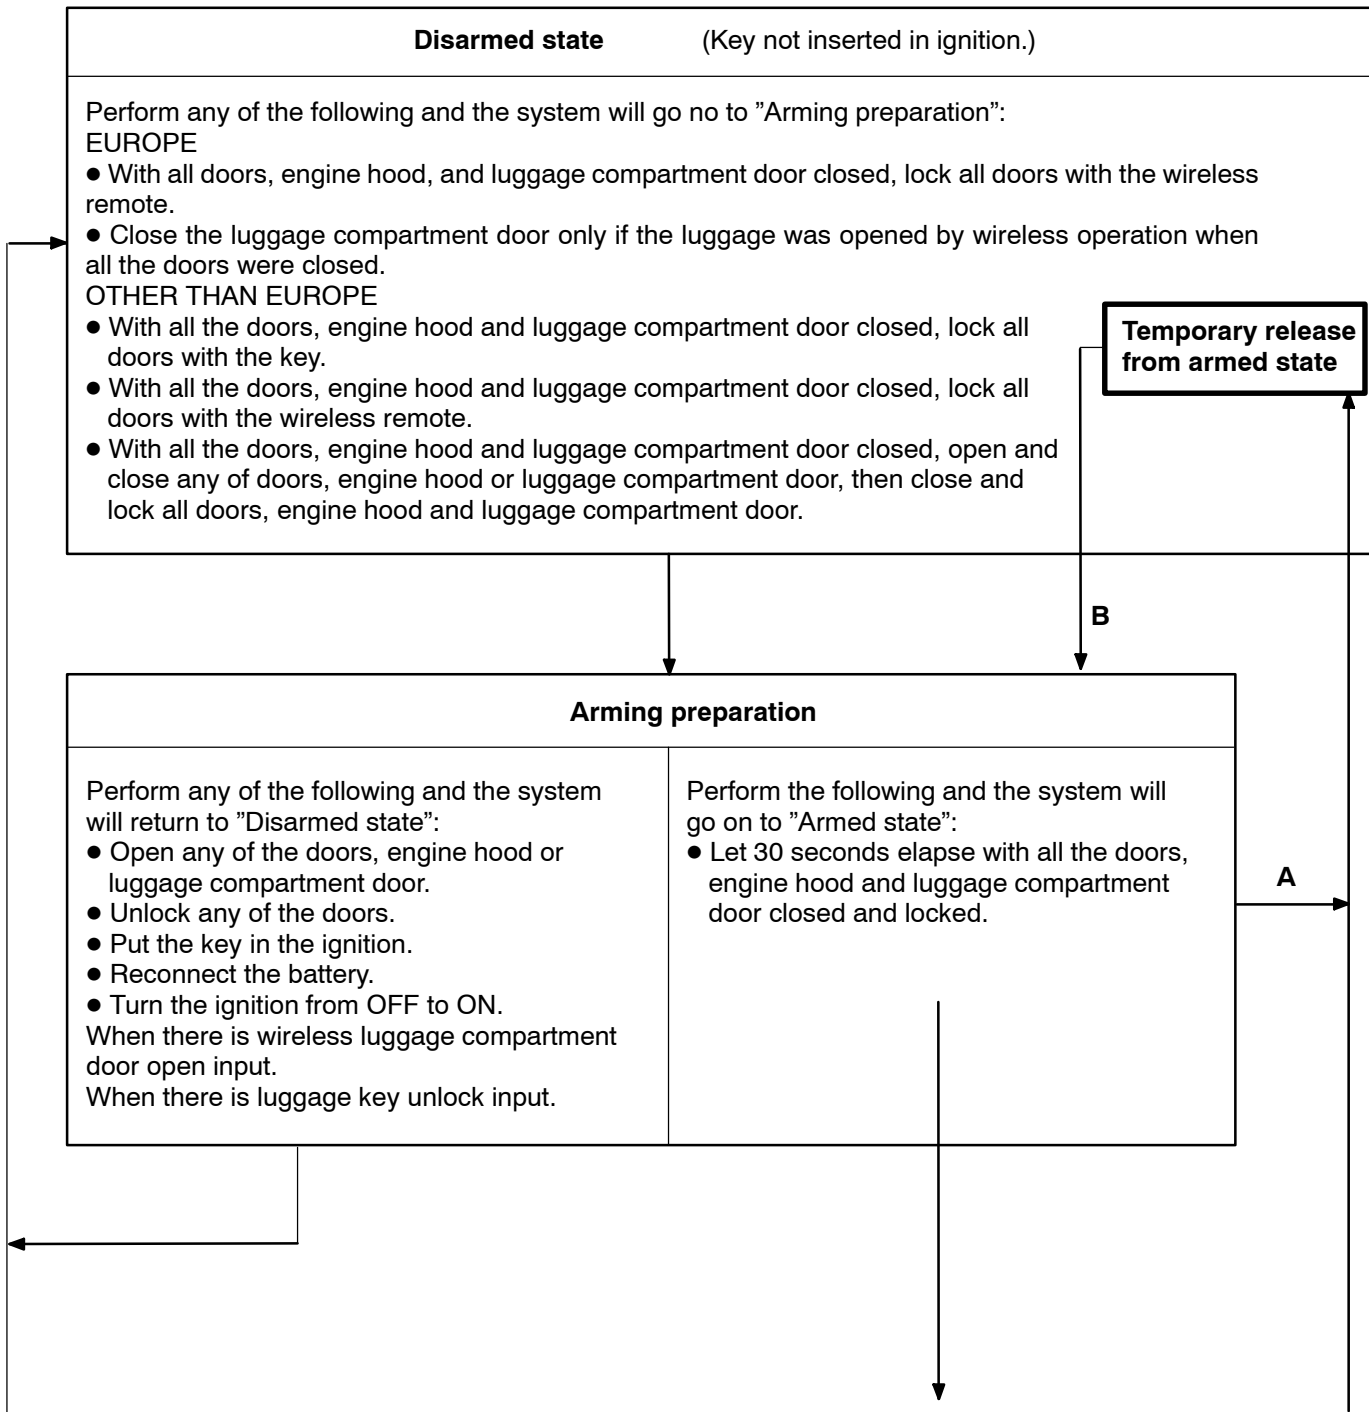 Disarmed state (Key not inserted in ignition.)
Perform any of the following and the system will go no to ”Arming preparation”:
EUROPE
● With all doors, engine hood, and luggage compartment door closed, lock all doors with the wireless
remote.
● Close the luggage compartment door only if the luggage was opened by wireless operation when
all the doors were closed.
OTHER THAN EUROPE
● With all the doors, engine hood and luggage compartment door closed, lock all
doors with the key.
● With all the doors, engine hood and luggage compartment door closed, lock all
doors with the wireless remote.
● With all the doors, engine hood and luggage compartment door closed, open and
close any of doors, engine hood or luggage compartment door, then close and
lock all doors, engine hood and luggage compartment door.
Temporary release
from armed state
B
Arming preparation
Perform any of the following and the system
will return to ”Disarmed state”:
● Open any of the doors, engine hood or
luggage compartment door.
● Unlock any of the doors.
● Put the key in the ignition.
● Reconnect the battery.
● Turn the ignition from OFF to ON.
When there is wireless luggage compartment
door open input.
When there is luggage key unlock input.
Perform the following and the system will
go on to ”Armed state”:
● Let 30 seconds elapse with all the doors,
engine hood and luggage compartment
door closed and locked.
A